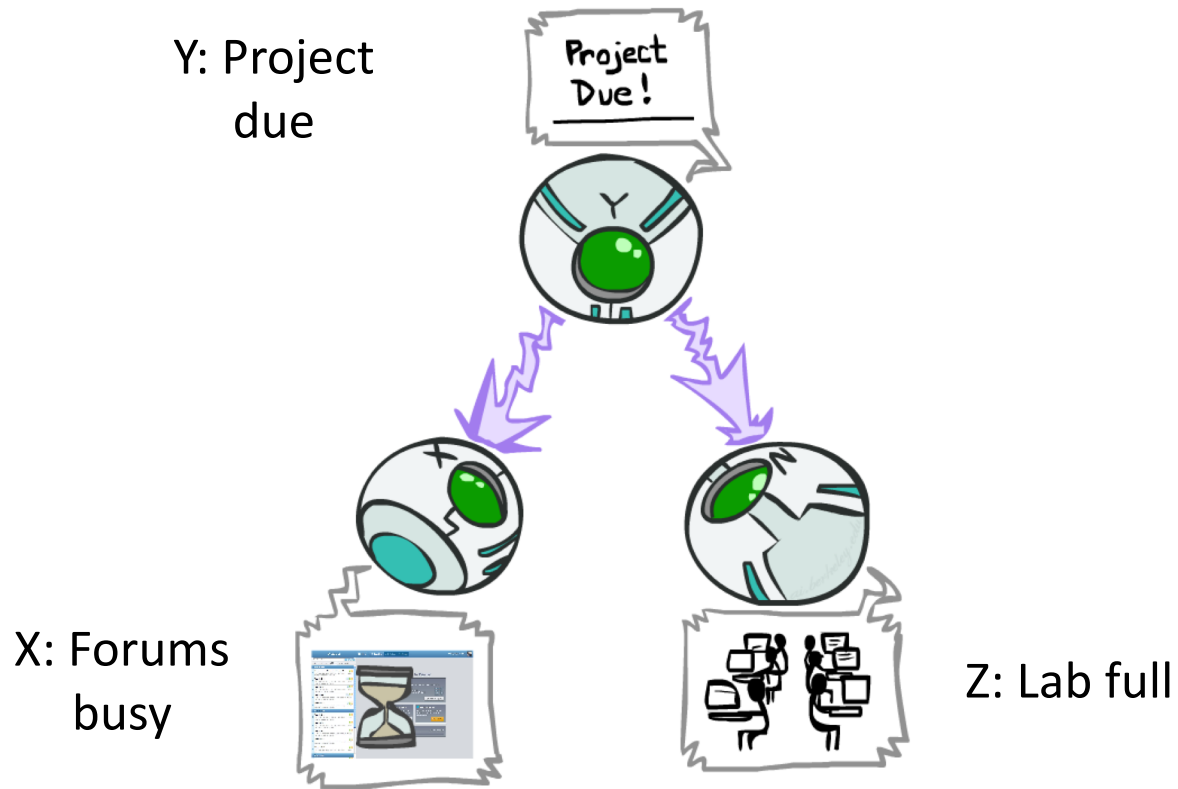 Y: Project
due
Project
Due!
Y
X
Z
X: Forums
busy
Z: Lab full